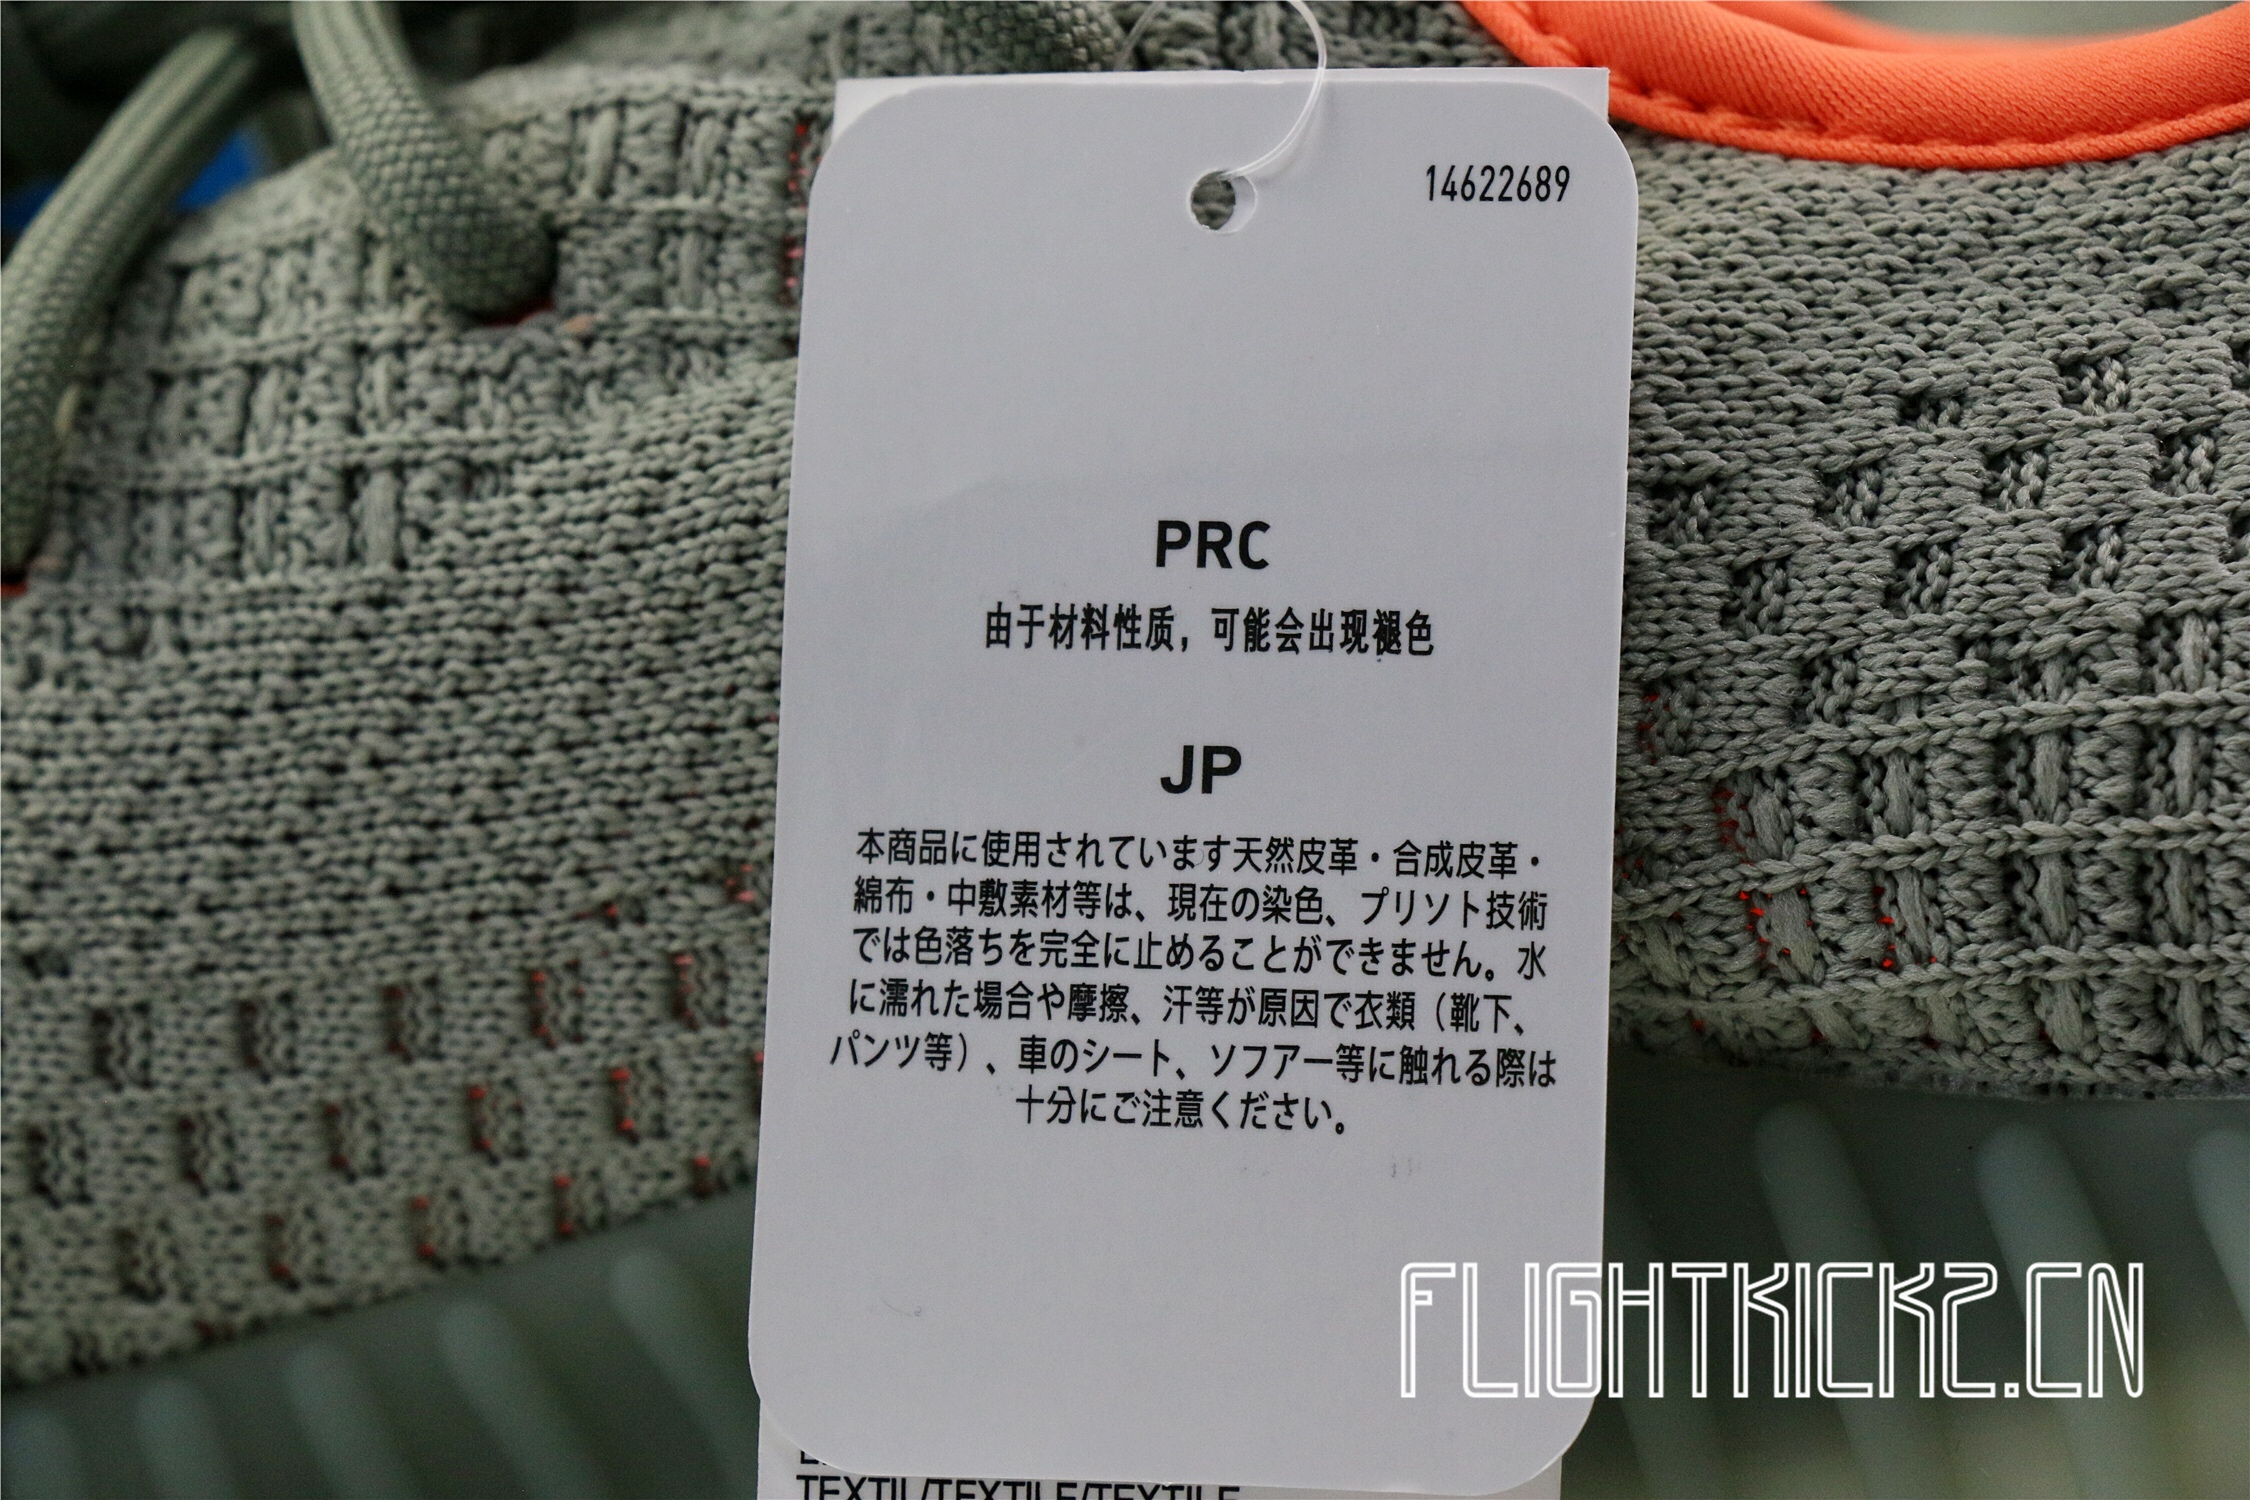 14622689
PRC
由于材料性质，可能会出现褪色
JP
本商品に使用されています天然皮革・合成皮革・
綿布・中敷素材等は、現在の染色、プリソト技術
では色落ちを完全に止めることができません。水
に濡れた場合や摩擦、汗等が原因で衣類（靴下、
パンツ等）、車のシート、ソフアー等に触れる際は
十分にご注意ください。
FLIGHTKICKZ.CN
TEXTIL/TEXTILE/TEXTILE